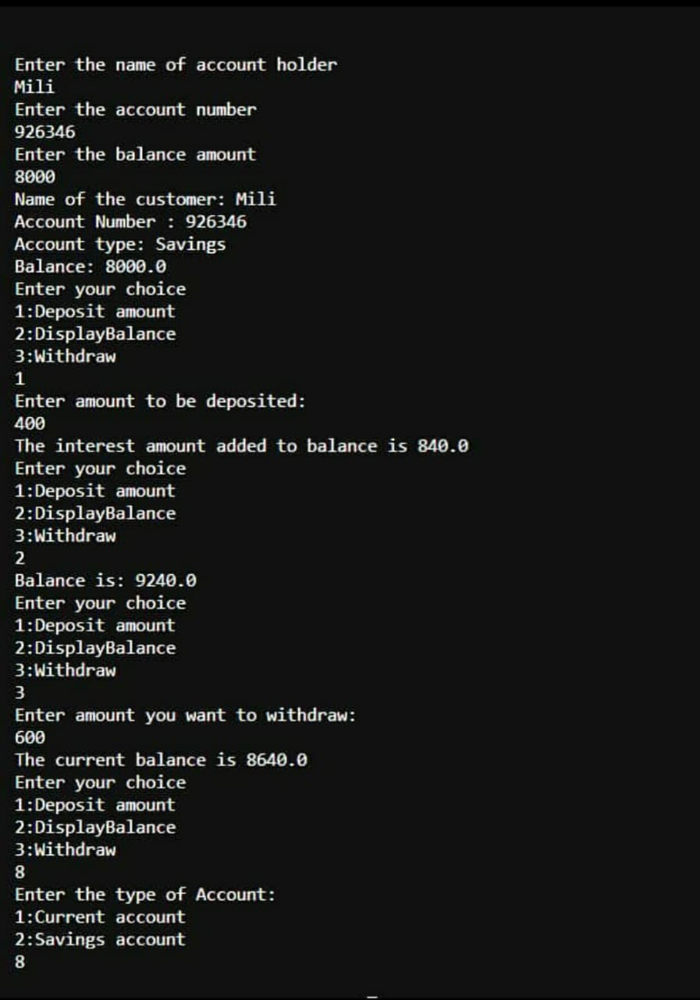 Enter the name of account holder
Mili
Enter the account number
926346
Enter the balance amount
8000
Name of the customer: Mili
Account Number : 926346
Account type: Savings
Balance: 8000.0
Enter your choice
1:Deposit amount
2:DisplayBalance
3:Withdraw
1
Enter amount to be deposited:
400
The interest amount added to balance is 840.0
Enter your choice
1:Deposit amount
2:DisplayBalance
3:Withdraw
2
Balance is: 9240.0
Enter your choice
1:Deposit amount
2:DisplayBalance
3:Withdraw
3
Enter amount you want to withdraw:
600
The current balance is 8640.0
Enter your choice
1:Deposit amount
2:DisplayBalance
3:Withdraw
8
Enter the type of Account:
1:Current account
2:Savings account
8